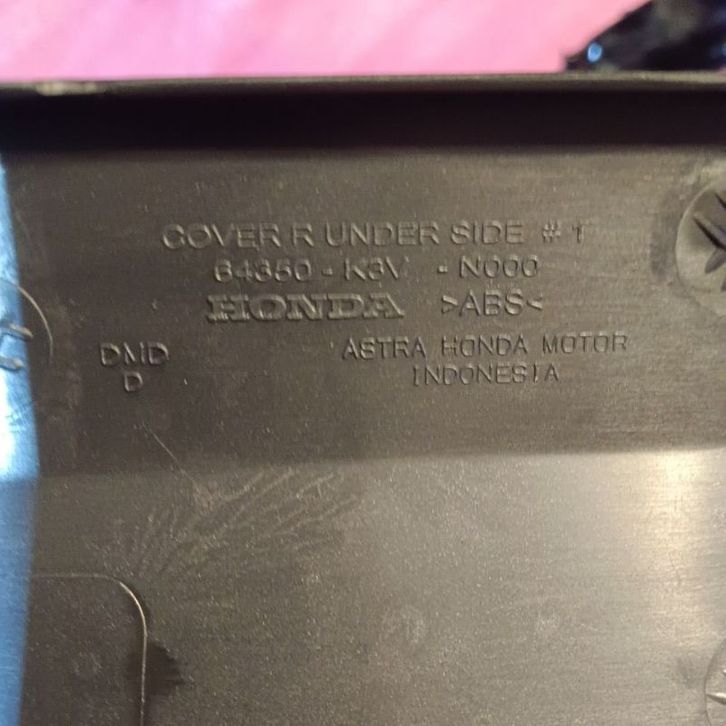 COVER R UNDER SIDE #1
64350-K3V -N000
HONDA >ABS<
DMD
D
ASTRA HONDA MOTOR
INDONESIA